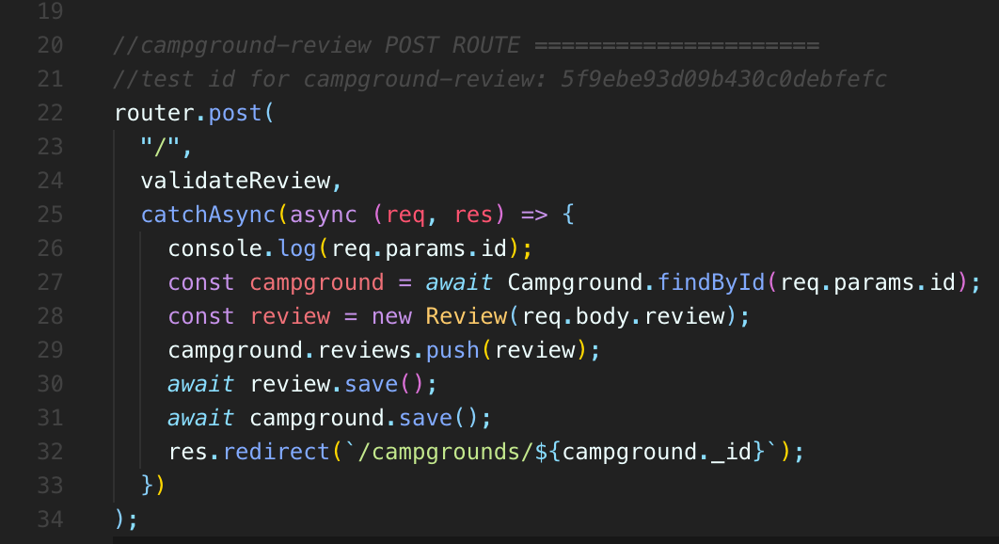 19
20 //campground-review POST ROUTE =====================
21 //test id for campground-review: 5f9ebe93d09b430c0debfefc
22 router.post(
23 "/",
24 validateReview,
25 catchAsync(async (req, res) => {
26 console.log(req.params.id);
27 const campground = await Campground.findById(req.params.id);
28 const review = new Review(req.body.review);
29 campground.reviews.push(review);
30 await review.save();
31 await campground.save();
32 res.redirect(`/campgrounds/${campground._id}`);
33 })
34 );